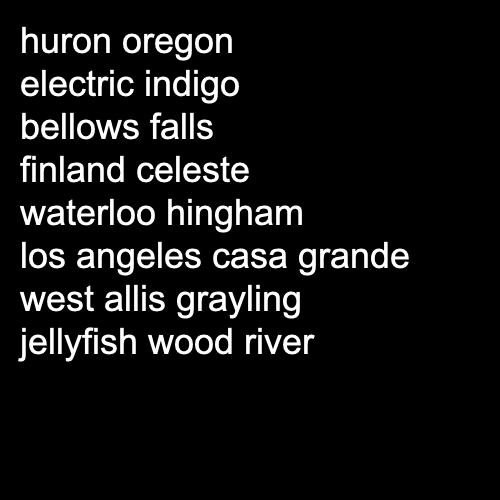 huron oregon
electric indigo
bellows falls
finland celeste
waterloo hingham
los angeles casa grande
west allis grayling
jellyfish wood river